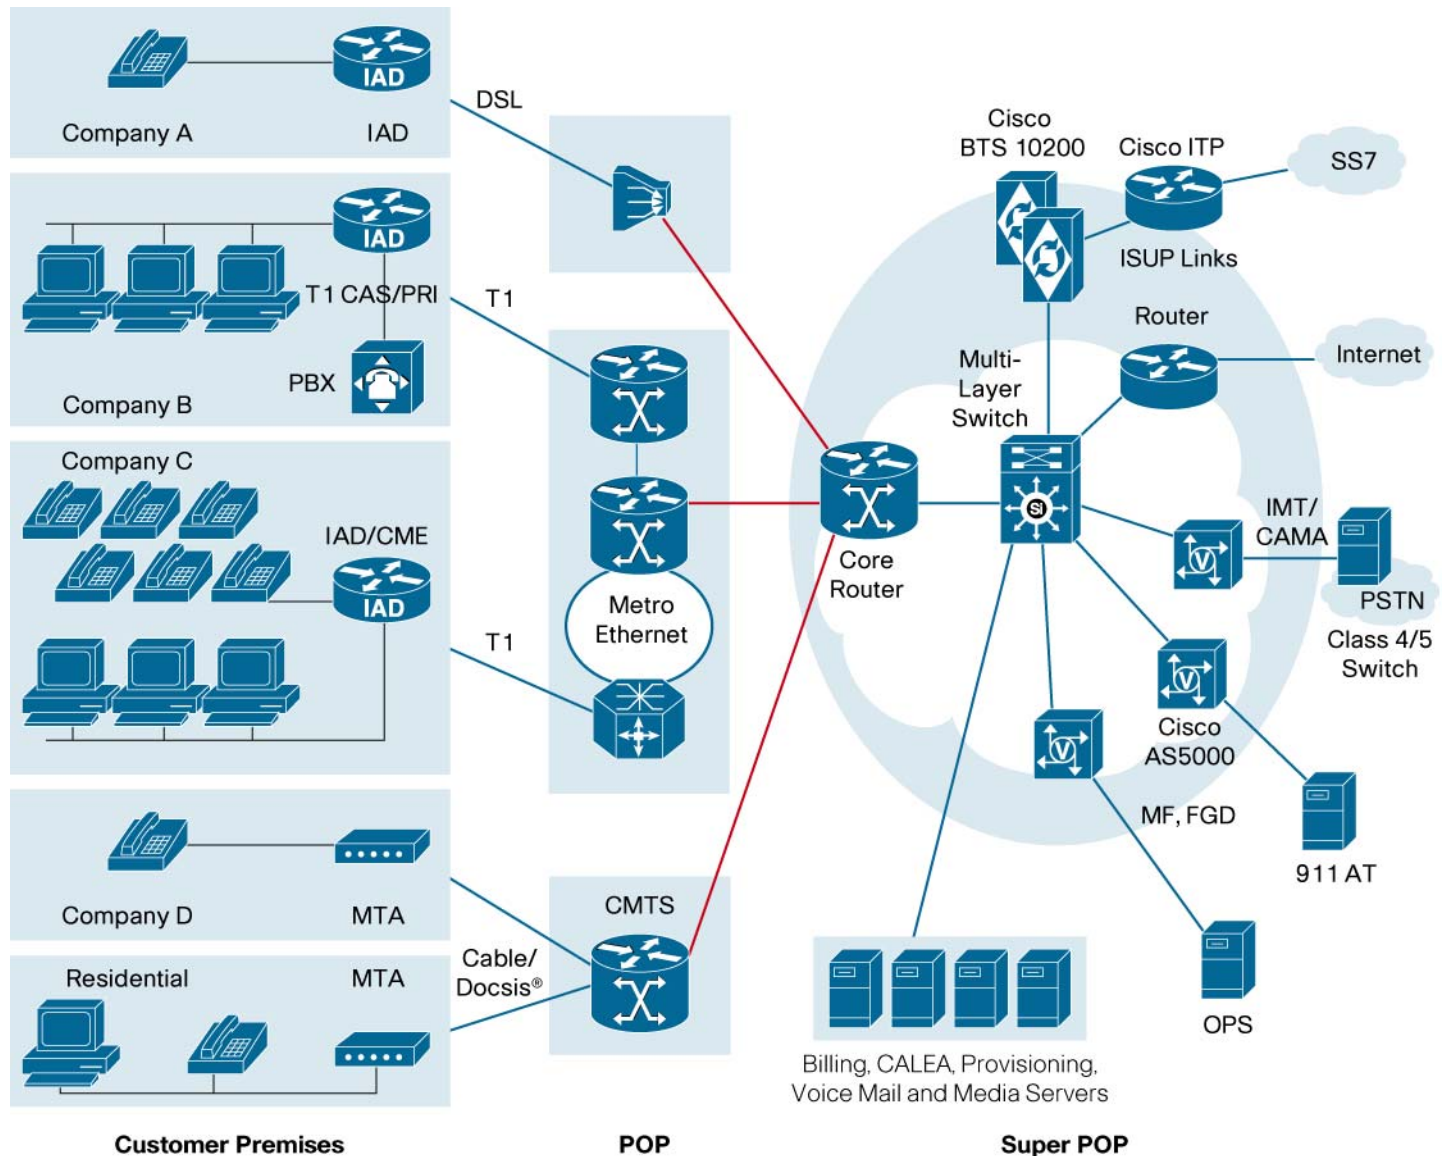 IAD
Company A
IAD
DSL
IAD
T1 CAS/PRI
PBX
Company B
T1
Company C
IAD/CME
IAD
T1
Company D
MTA
Residential
MTA
Cable/
Docsis®
Metro
Ethernet
CMTS
Cisco
BTS 10200
Cisco ITP
SS7
ISUP Links
Router
Internet
Multi-
Layer
Switch
SI
Core
Router
V
IMT/
CAMA
PSTN
Class 4/5
Switch
V
Cisco
AS5000
V
MF, FGD
911 AT
OPS
Billing, CALEA, Provisioning,
Voice Mail and Media Servers
Customer Premises
POP
Super POP